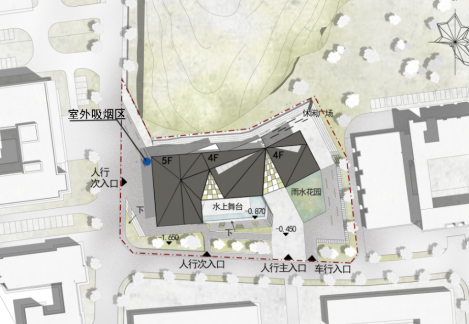 休闲广场
室外吸烟区
5F
4F
4F
人行
次入口
雨水花园
水上舞台
下
-0.870
-0.450
-1.650
下
人行次入口
人行主入口
车行入口